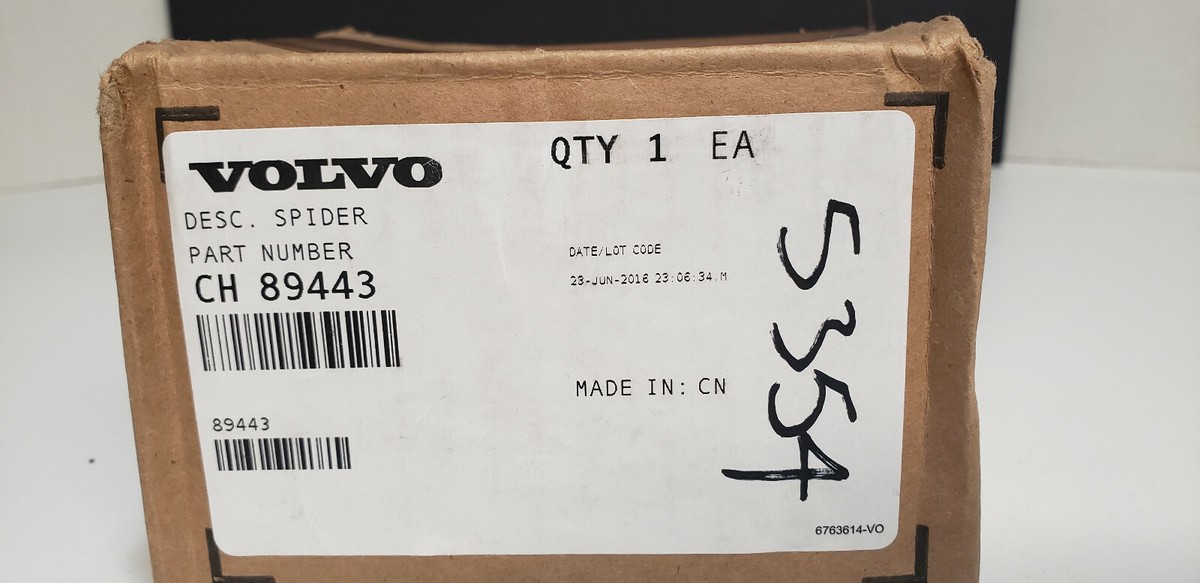 VOLVO
QTY 1 EA
DESC. SPIDER
PART NUMBER
CH 89443
DATE/LOT CODE
23-JUN-2016 23:06:34.M
MADE IN: CN
89443
5354
6763614-VO